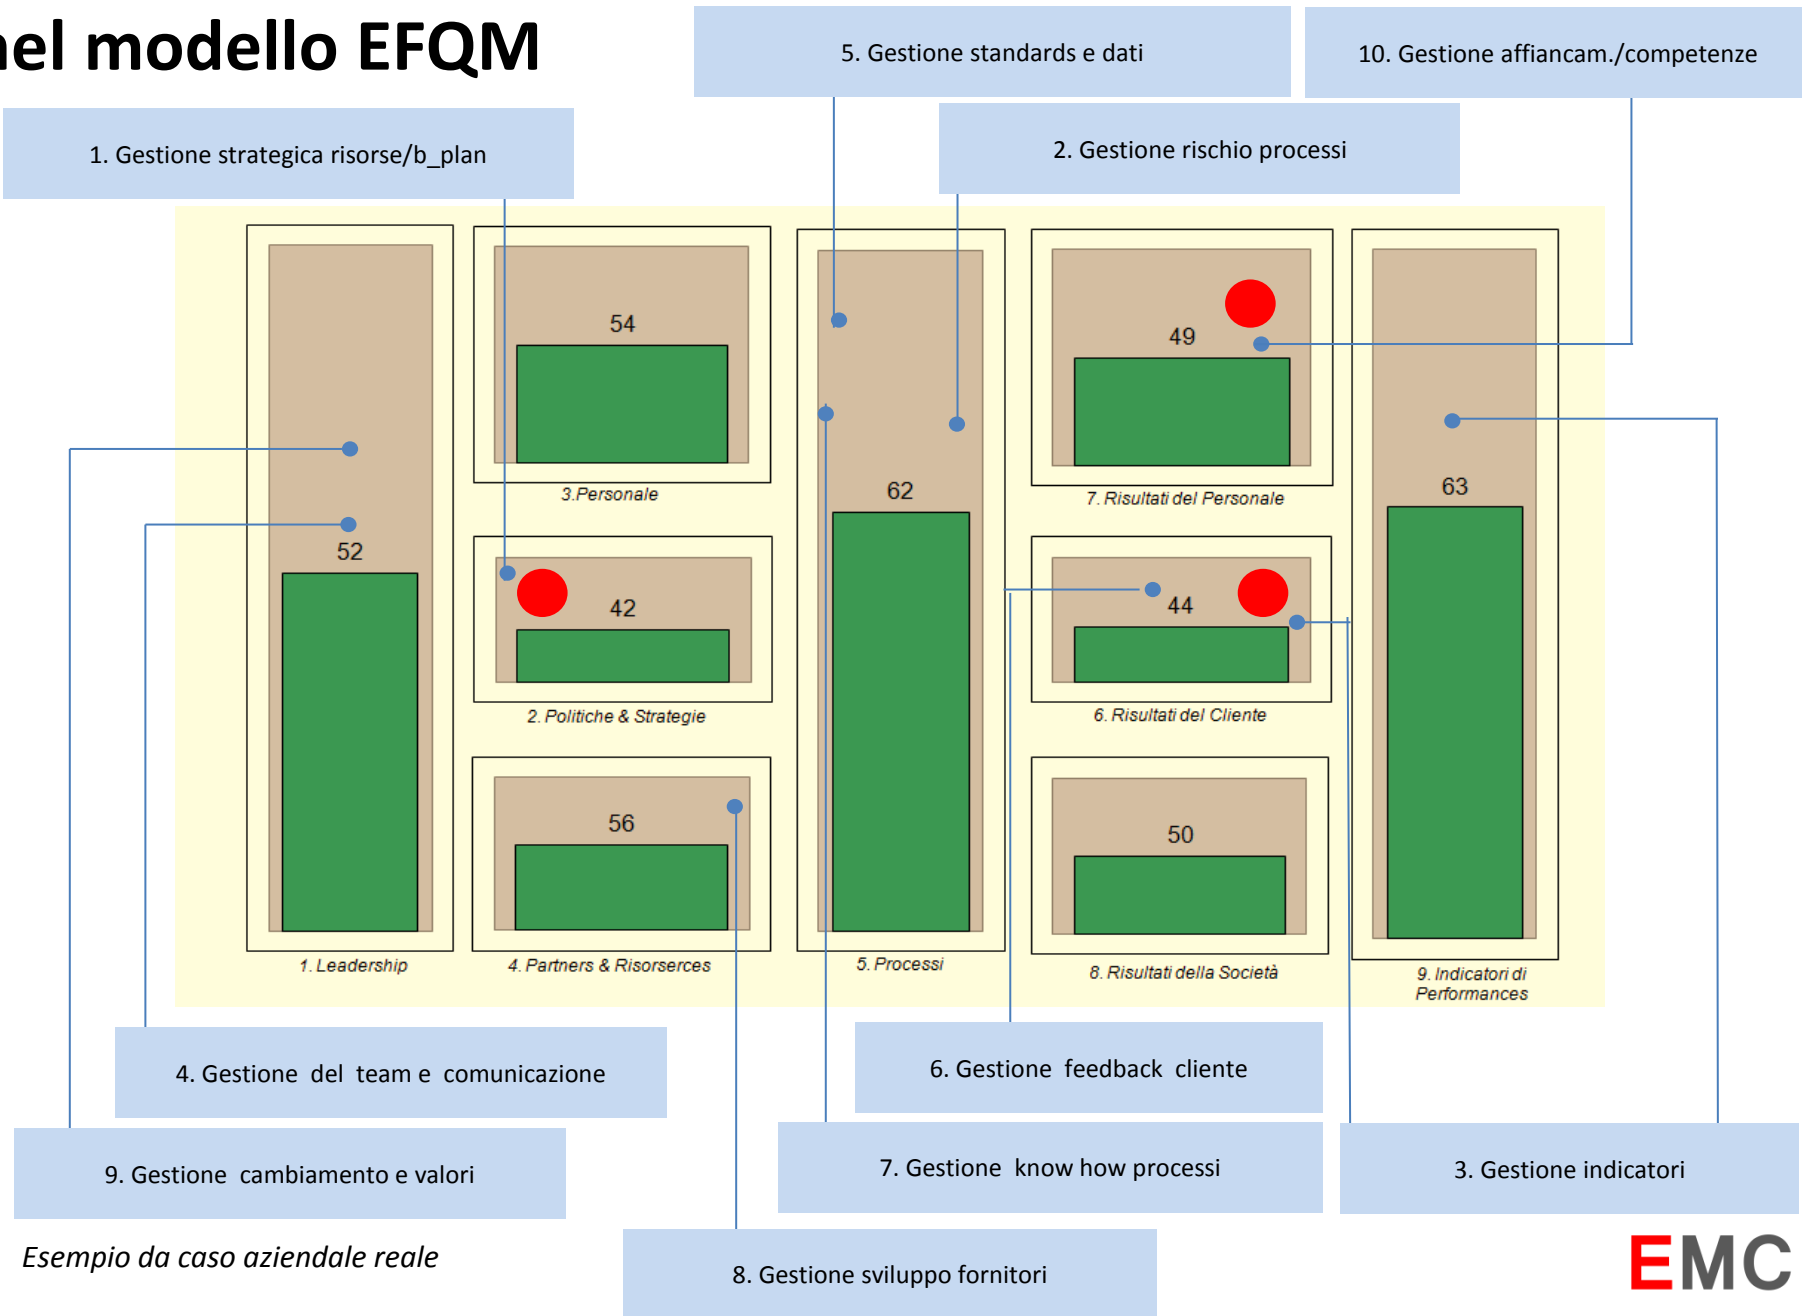 nel modello EFQM
5. Gestione standards e dati
10. Gestione affiancam./competenze
1. Gestione strategica risorse/b_plan
2. Gestione rischio processi
54
49
3.Personale
7. Risultati del Personale
62
63
52
42
44
2. Politiche & Strategie
6. Risultati del Cliente
56
50
1. Leadership
4. Partners & Risorserces
5. Processi
8. Risultati della Società
9. Indicatori di
Performances
4. Gestione del team e comunicazione
6. Gestione feedback cliente
9. Gestione cambiamento e valori
7. Gestione know how processi
3. Gestione indicatori
Esempio da caso aziendale reale
8. Gestione sviluppo fornitori
EMC